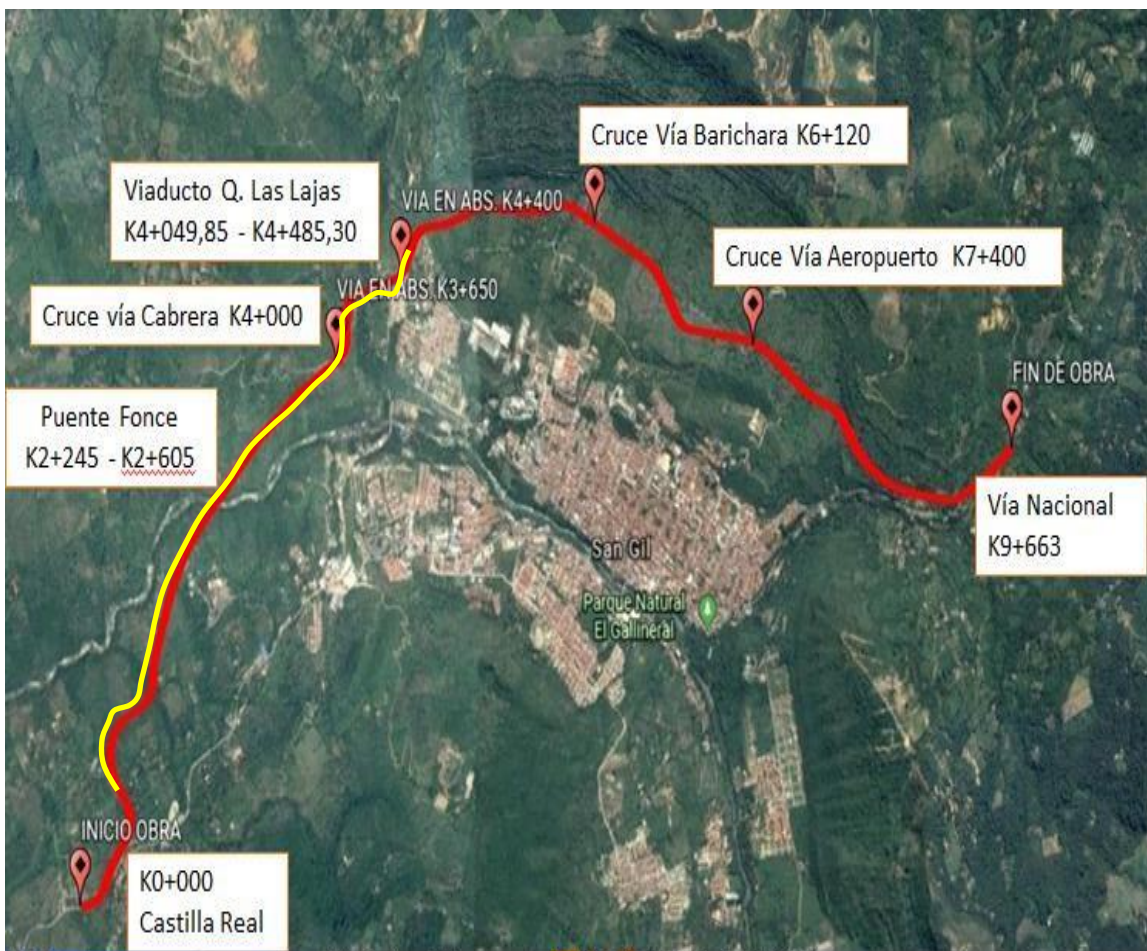 Cruce Vía Barichara K6+120
Viaducto Q. Las Lajas
K4+049,85 - K4+485,30
VIA EN ABS. K4+400
Cruce Vía Aeropuerto K7+400
VIA EN ABS. K3+650
Cruce vía Cabrera K4+000
FIN DE OBRA
Puente Fonce
K2+245 - K2+605
Vía Nacional
K9+663
San Gil
Parque Natural
El Gallineral
INICIO OBRA
K0+000
Castilla Real